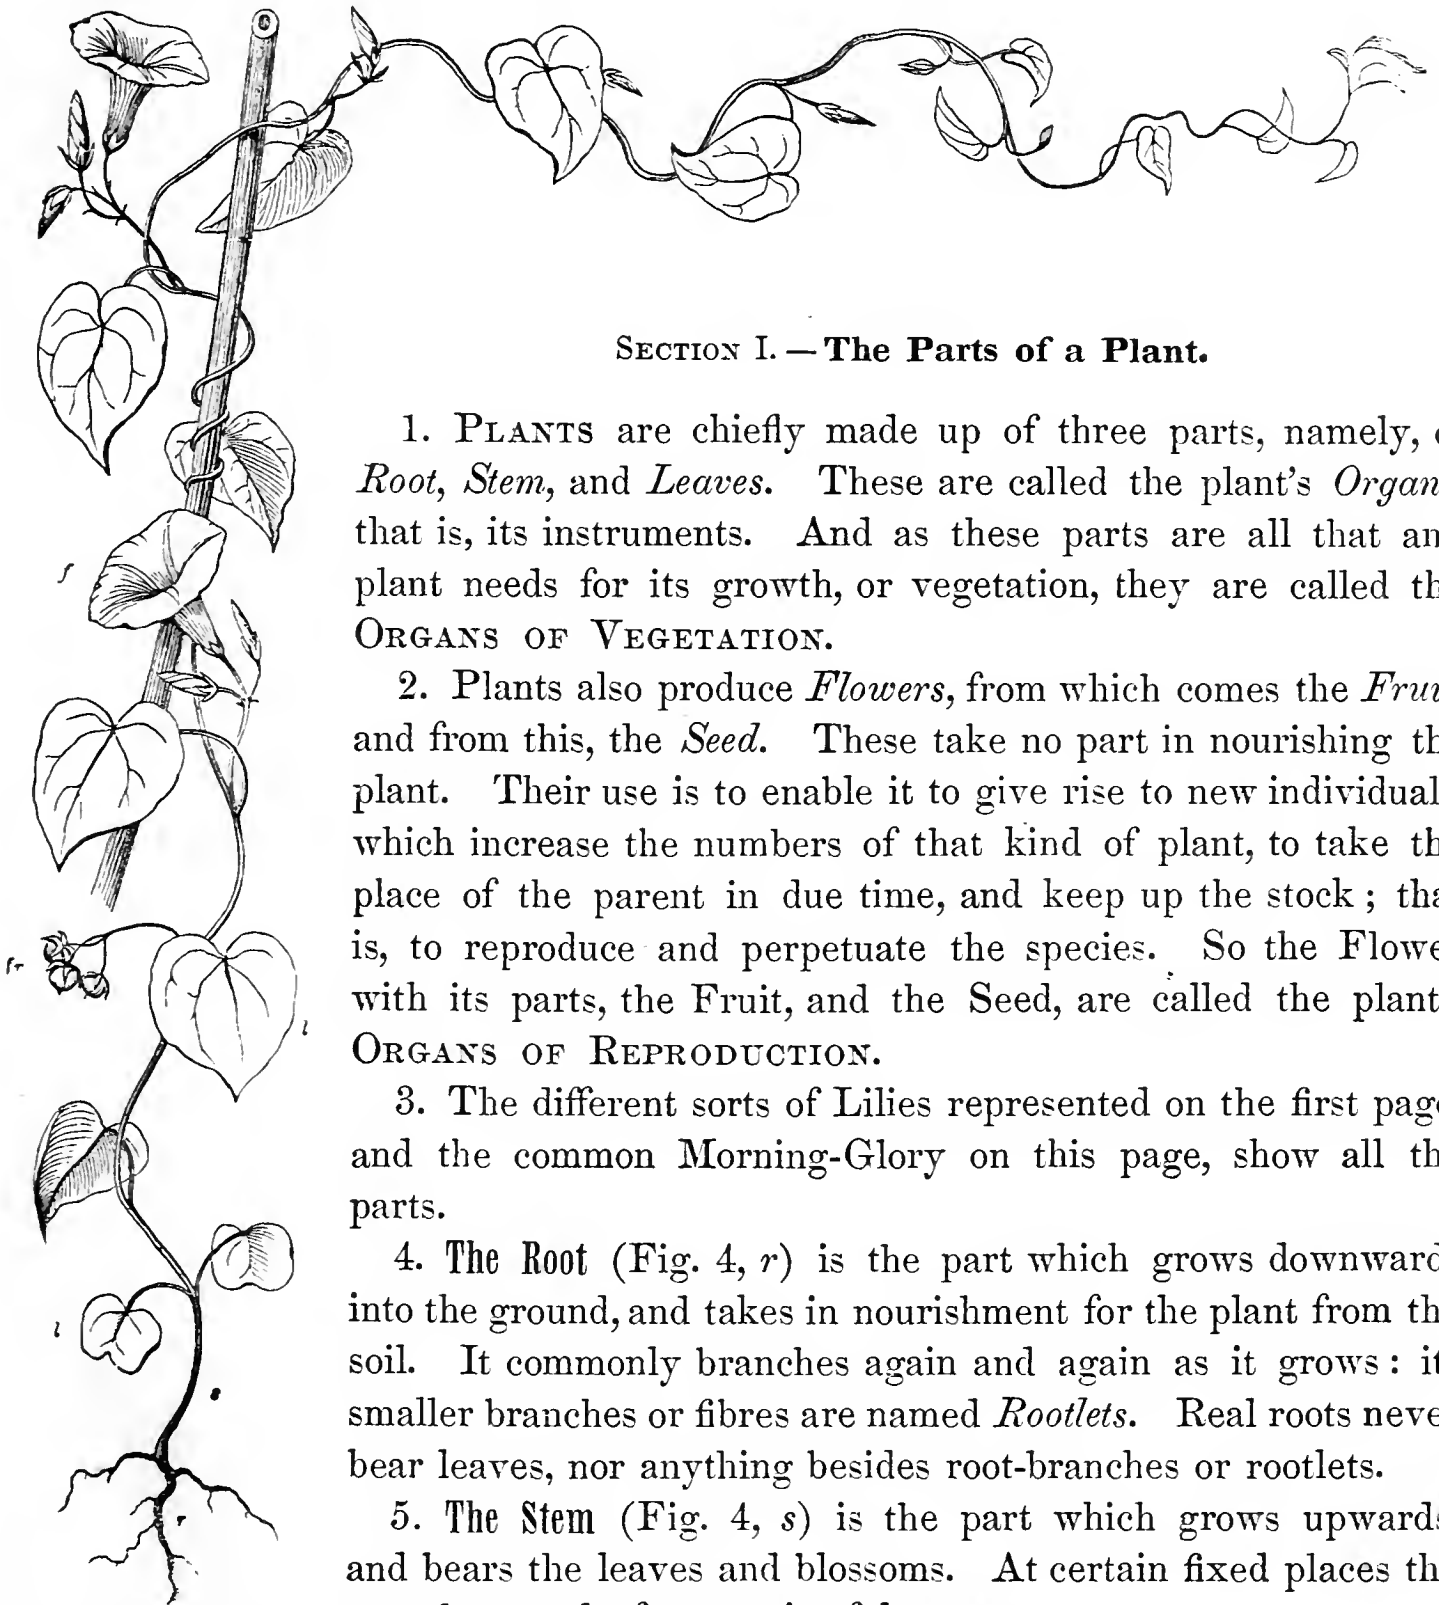 SECTION I. — The Parts of a Plant.
1. PLANTS are chiefly made up of three parts, namely,
Root, Stem, and Leaves. These are called the plant's Organ
that is, its instruments. And as these parts are all that an
plant needs for its growth, or vegetation, they are called th
ORGANS OF VEGETATION.
f
2. Plants also produce Flowers, from which comes the Frui
and from this, the Seed. These take no part in nourishing th
plant. Their use is to enable it to give rise to new individual
which increase the numbers of that kind of plant, to take th
place of the parent in due time, and keep up the stock; tha
is, to reproduce and perpetuate the species. So the Flowe
fr
with its parts, the Fruit, and the Seed, are called the plant
l
ORGANS OF REPRODUCTION.
3. The different sorts of Lilies represented on the first page
and the common Morning-Glory on this page, show all th
parts.
4. The Root (Fig. 4, r) is the part which grows downward
into the ground, and takes in nourishment for the plant from th
l
soil. It commonly branches again and again as it grows: it
s
smaller branches or fibres are named Rootlets. Real roots neve
bear leaves, nor anything besides root-branches or rootlets.
r
5. The Stem (Fig. 4, s) is the part which grows upward
and bears the leaves and blossoms. At certain fixed places th